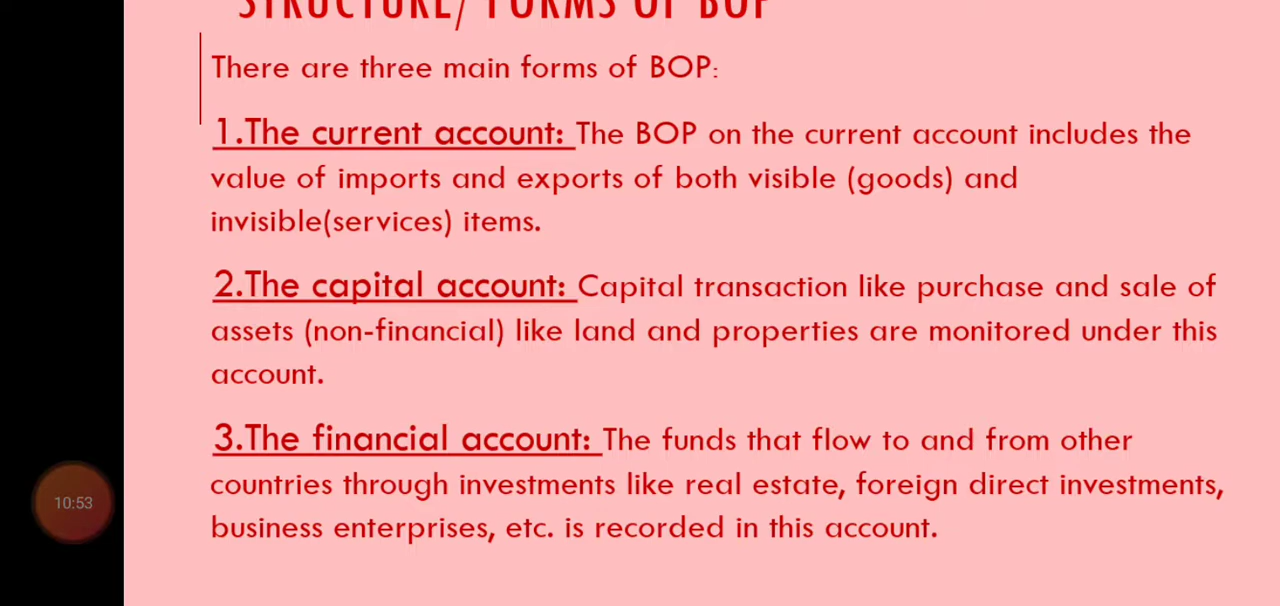 STRUCTURE/ FORMS OF BOP
There are three main forms of BOP:
1.The current account: The BOP on the current account includes the
value of imports and exports of both visible (goods) and
invisible(services) items.
2.The capital account: Capital transaction like purchase and sale of
assets (non-financial) like land and properties are monitored under this
account.
3.The financial account: The funds that flow to and from other
countries through investments like real estate, foreign direct investments,
business enterprises, etc. is recorded in this account.
10:53